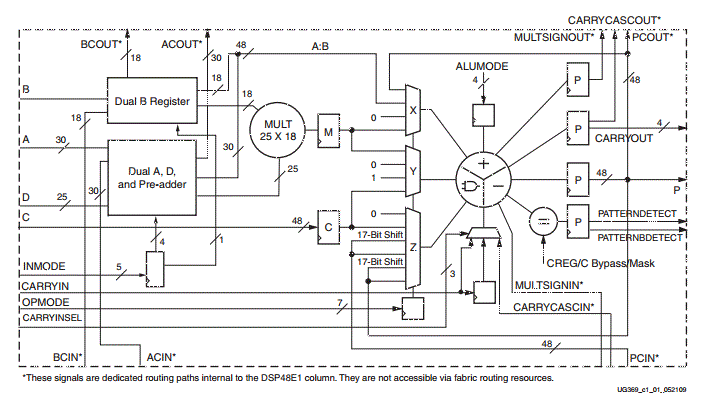 CARRYCASCOUT*
BCOUT* ACOUT* MULTSIGNOUT* PCOUT*
18 30 48 A:B 48
ALUMODE
18 4
B 18 Dual B Register 18 X P
0
MULT
25 X 18 M P 4
CARRYOUT
18
A 30
30 0
Dual A, D,
and Pre-adder 1 Y P 48 P
D 25 30 25
C 48 C 0 P PATTERNDETECT
17-Bit Shift = PATTERNBDETECT
4 1 17-Bit Shift Z
3 CREG/C Bypass/Mask
INMODE 5
CARRYIN MULTSIGNIN*
OPMODE 7 CARRYCASCIN*
CARRYINSEL
48
BCIN* ACIN* PCIN*
*These signals are dedicated routing paths internal to the DSP48E1 column. They are not accessible via fabric routing resources.
UG369_c1_01_052109